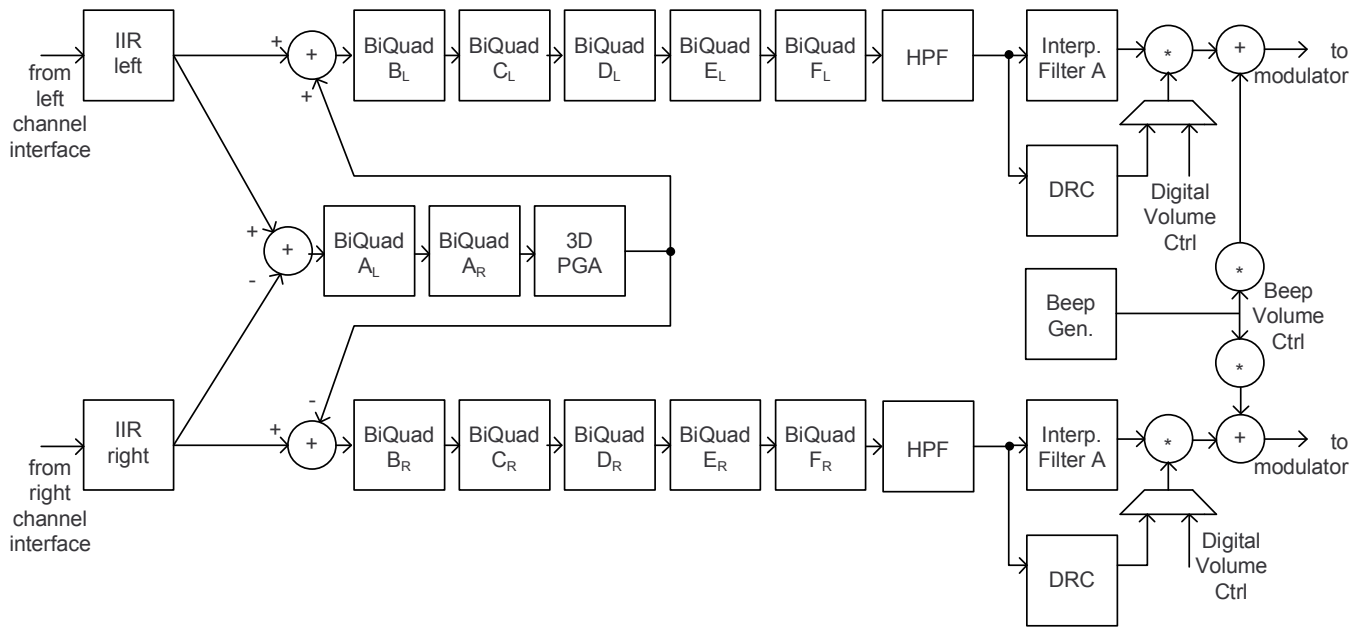 IIR
left
from
left
channel
interface
+
+
+
BiQuad
B_L
BiQuad
C_L
BiQuad
D_L
BiQuad
E_L
BiQuad
F_L
HPF
Interp.
Filter A
*
+
to
modulator
DRC
Digital
Volume
Ctrl
+
-
+
BiQuad
A_L
BiQuad
A_R
3D
PGA
Beep
Gen.
*
Beep
Volume
Ctrl
*
IIR
right
from
right
channel
interface
+
-
+
BiQuad
B_R
BiQuad
C_R
BiQuad
D_R
BiQuad
E_R
BiQuad
F_R
HPF
Interp.
Filter A
*
+
to
modulator
DRC
Digital
Volume
Ctrl